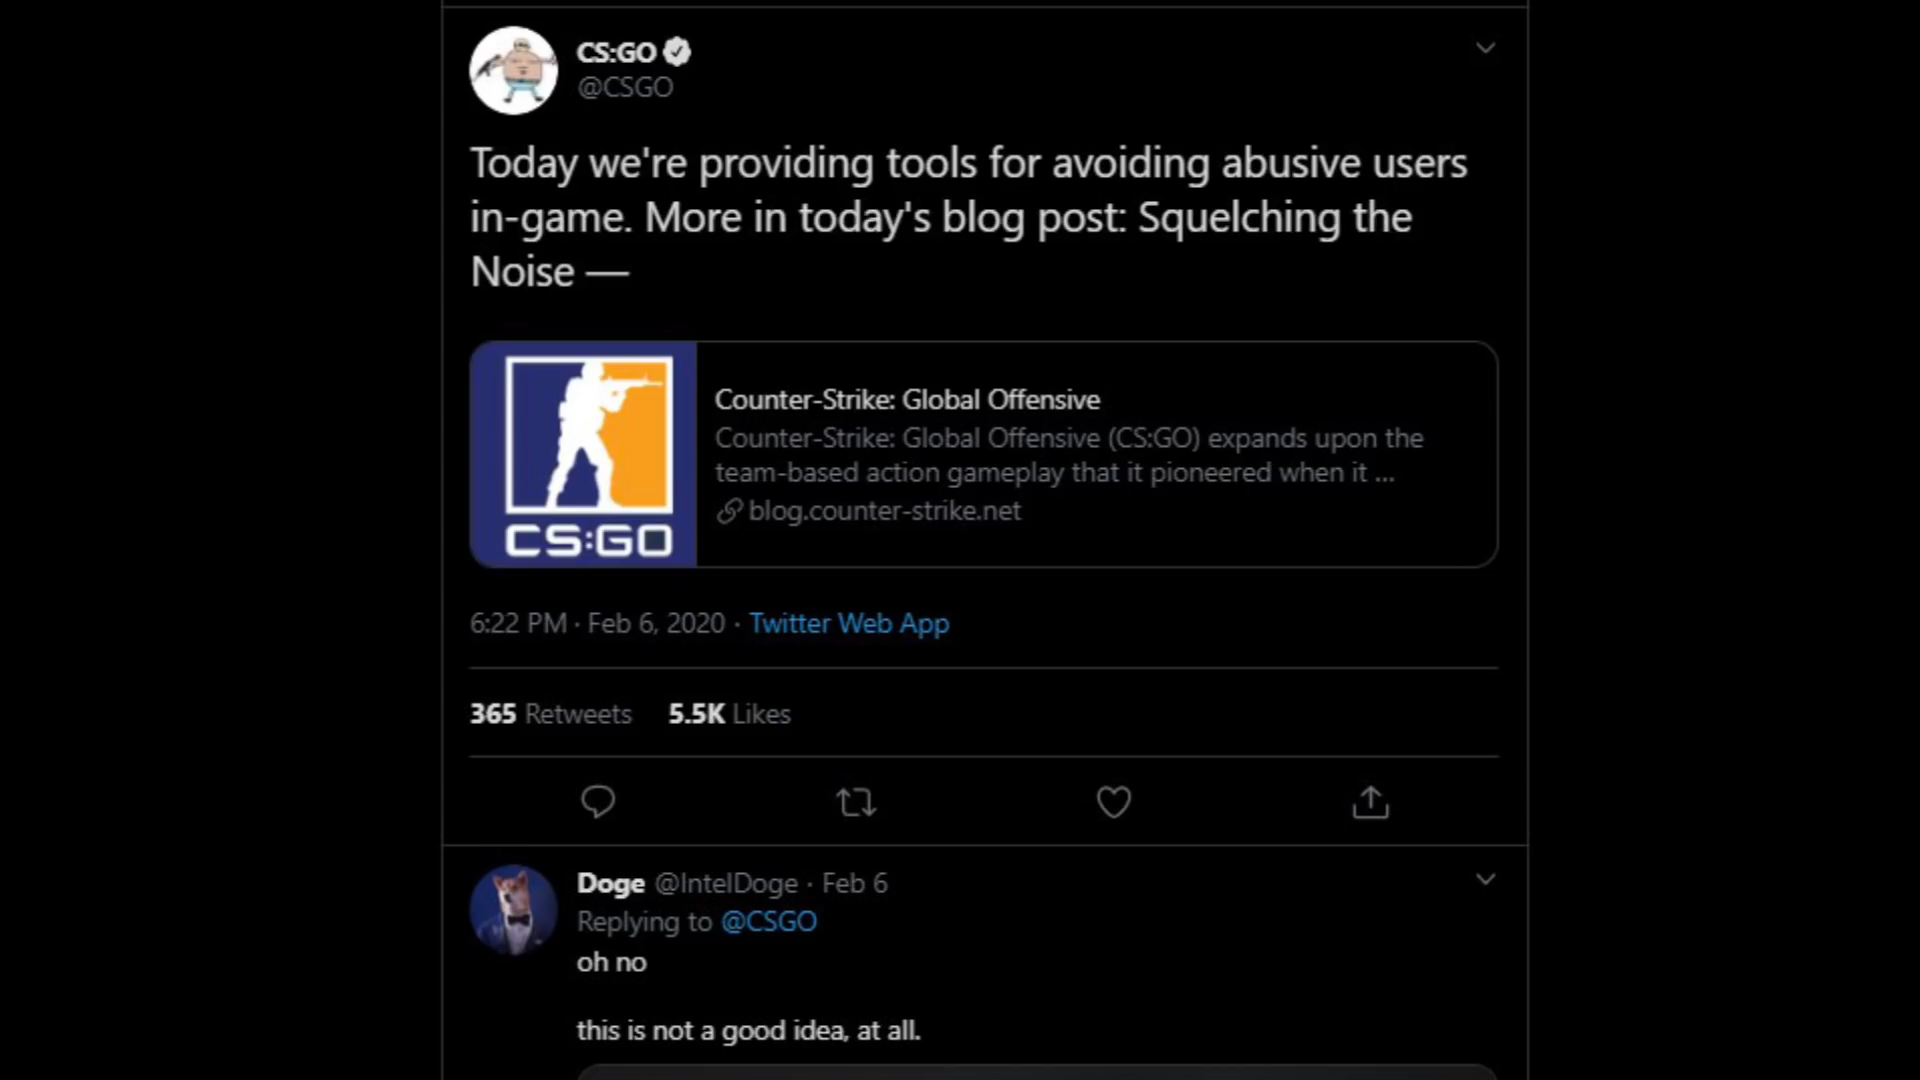 CS:GO
@CSGO
Today we're providing tools for avoiding abusive users
in-game. More in today's blog post: Squelching the
Noise —
CS:GO
Counter-Strike: Global Offensive
Counter-Strike: Global Offensive (CS:GO) expands upon the
team-based action gameplay that it pioneered when it ...
blog.counter-strike.net
6:22 PM · Feb 6, 2020 · Twitter Web App
365 Retweets 5.5K Likes
Doge @IntelDoge · Feb 6
Replying to @CSGO
oh no
this is not a good idea, at all.